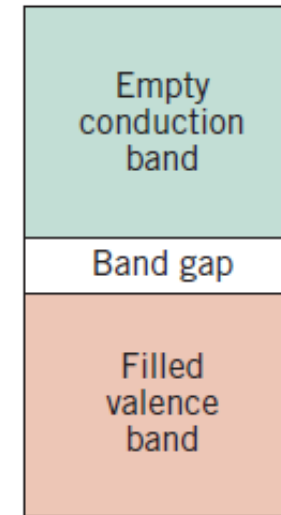 Empty
conduction
band
Band gap
Filled
valence
band